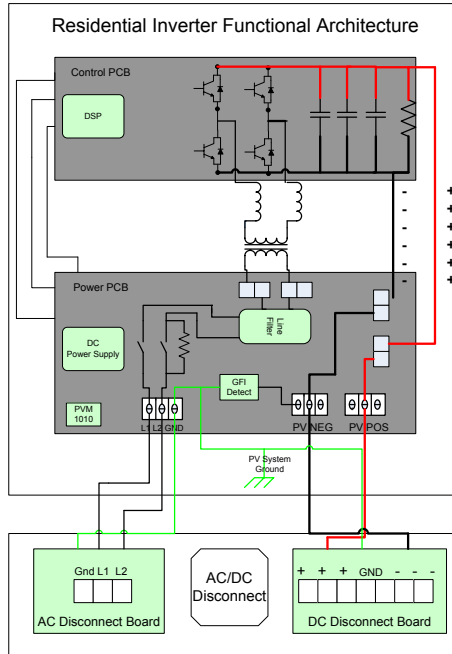 Residential Inverter Functional Architecture
Control PCB
DSP
-
+
-
+
-
+
-
+
-
+
-
+
Power PCB
DC
Power Supply
Line
Filter
GFI
Detect
PVM
1010
L1 L2 GND
PV NEG
PV POS
PV System
Ground
Gnd L1 L2
AC Disconnect Board
AC/DC
Disconnect
+ + + GND - - -
DC Disconnect Board